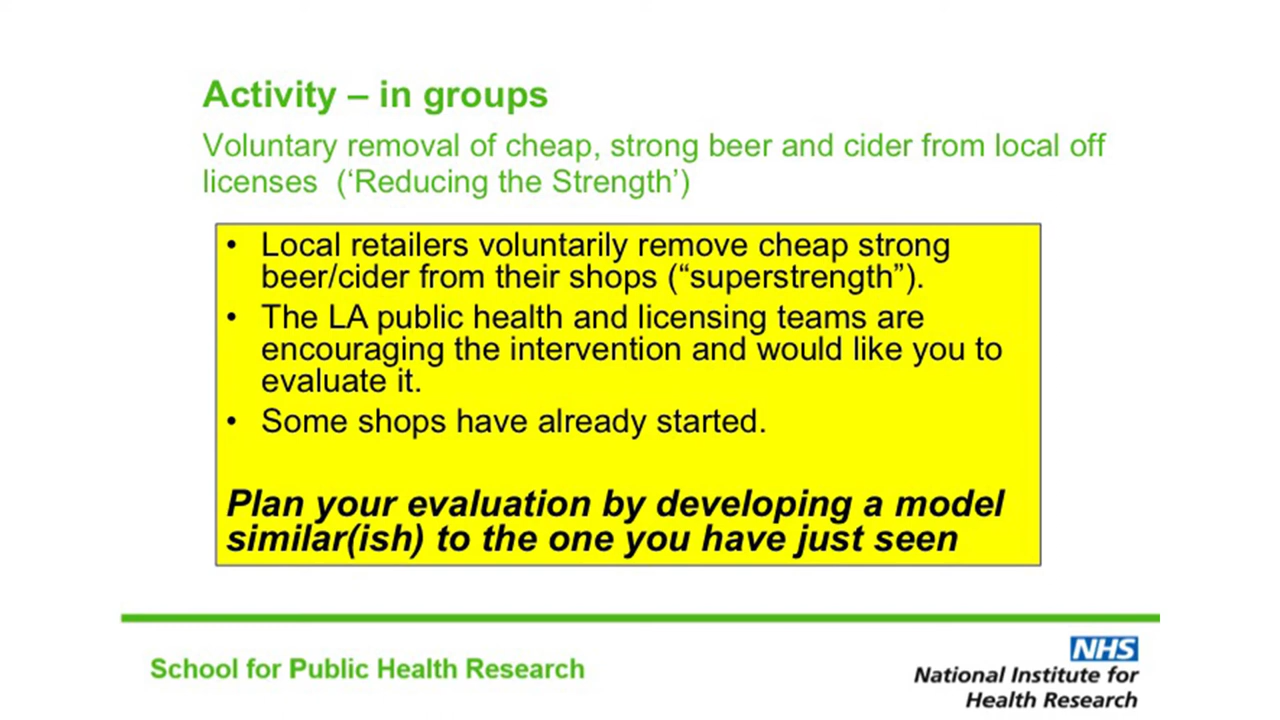 Activity – in groups
Voluntary removal of cheap, strong beer and cider from local off
licenses (‘Reducing the Strength’)
• Local retailers voluntarily remove cheap strong
beer/cider from their shops (“superstrength”).
• The LA public health and licensing teams are
encouraging the intervention and would like you to
evaluate it.
• Some shops have already started.
Plan your evaluation by developing a model
similar(ish) to the one you have just seen
School for Public Health Research
NHS
National Institute for
Health Research